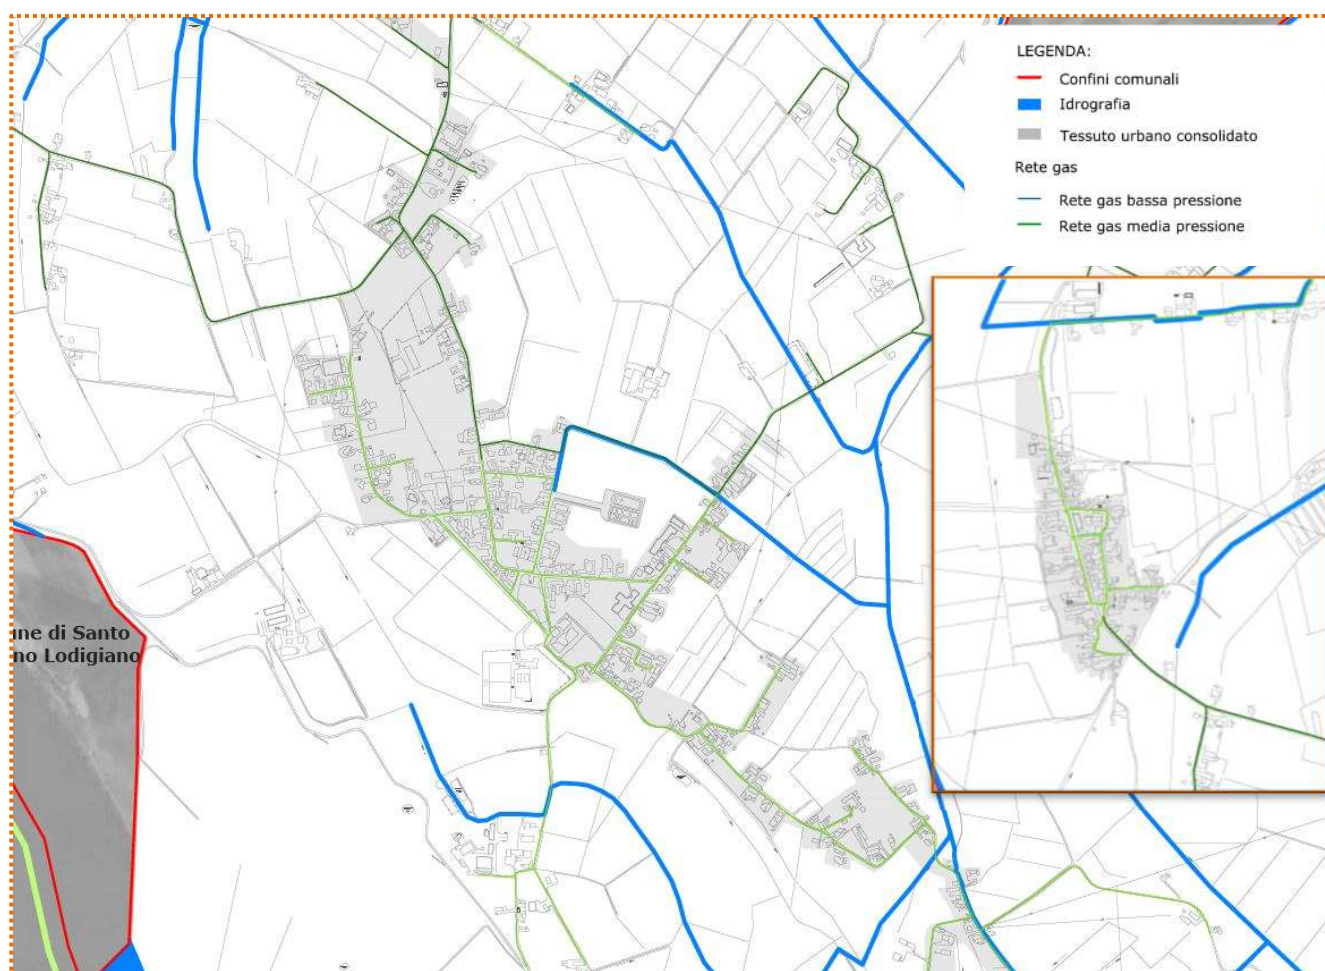 LEGENDA:
Confini comunali
Idrografia
Tessuto urbano consolidato
Rete gas
Rete gas bassa pressione
Rete gas media pressione
une di Santo
no Lodigiano